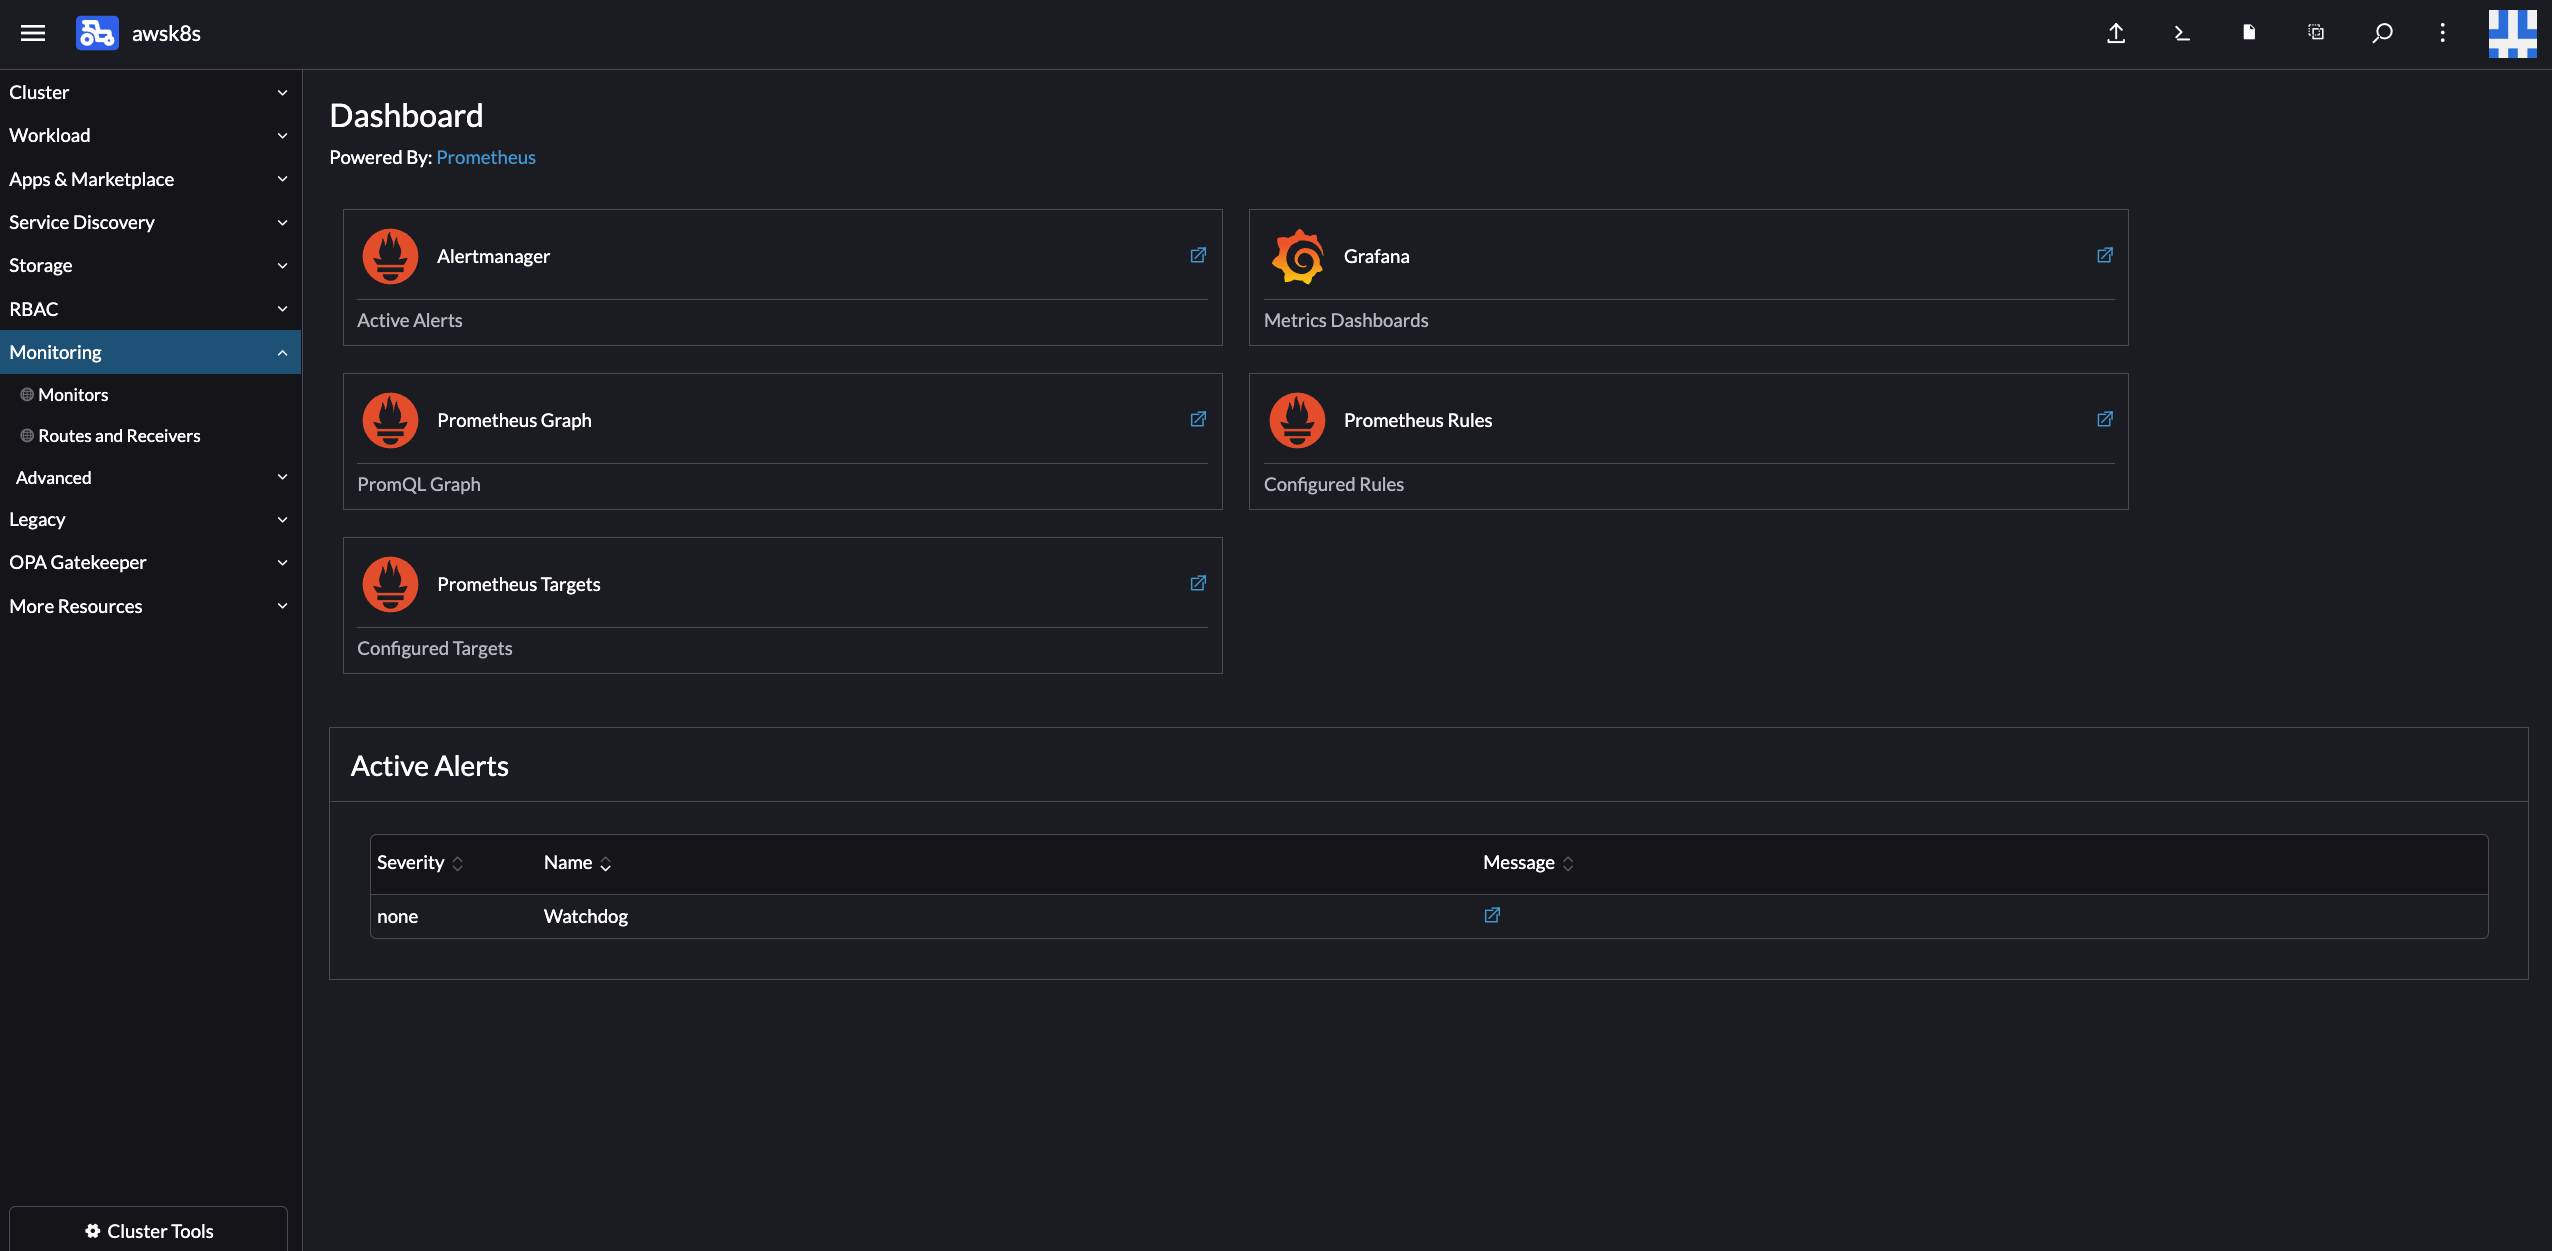 awsk8s
Cluster
Workload
Apps & Marketplace
Service Discovery
Storage
RBAC
Monitoring
Monitors
Routes and Receivers
Advanced
Legacy
OPA Gatekeeper
More Resources
Cluster Tools
Dashboard
Powered By: Prometheus
Alertmanager
Active Alerts
Grafana
Metrics Dashboards
Prometheus Graph
PromQL Graph
Prometheus Rules
Configured Rules
Prometheus Targets
Configured Targets
Active Alerts
Severity Name Message
none Watchdog